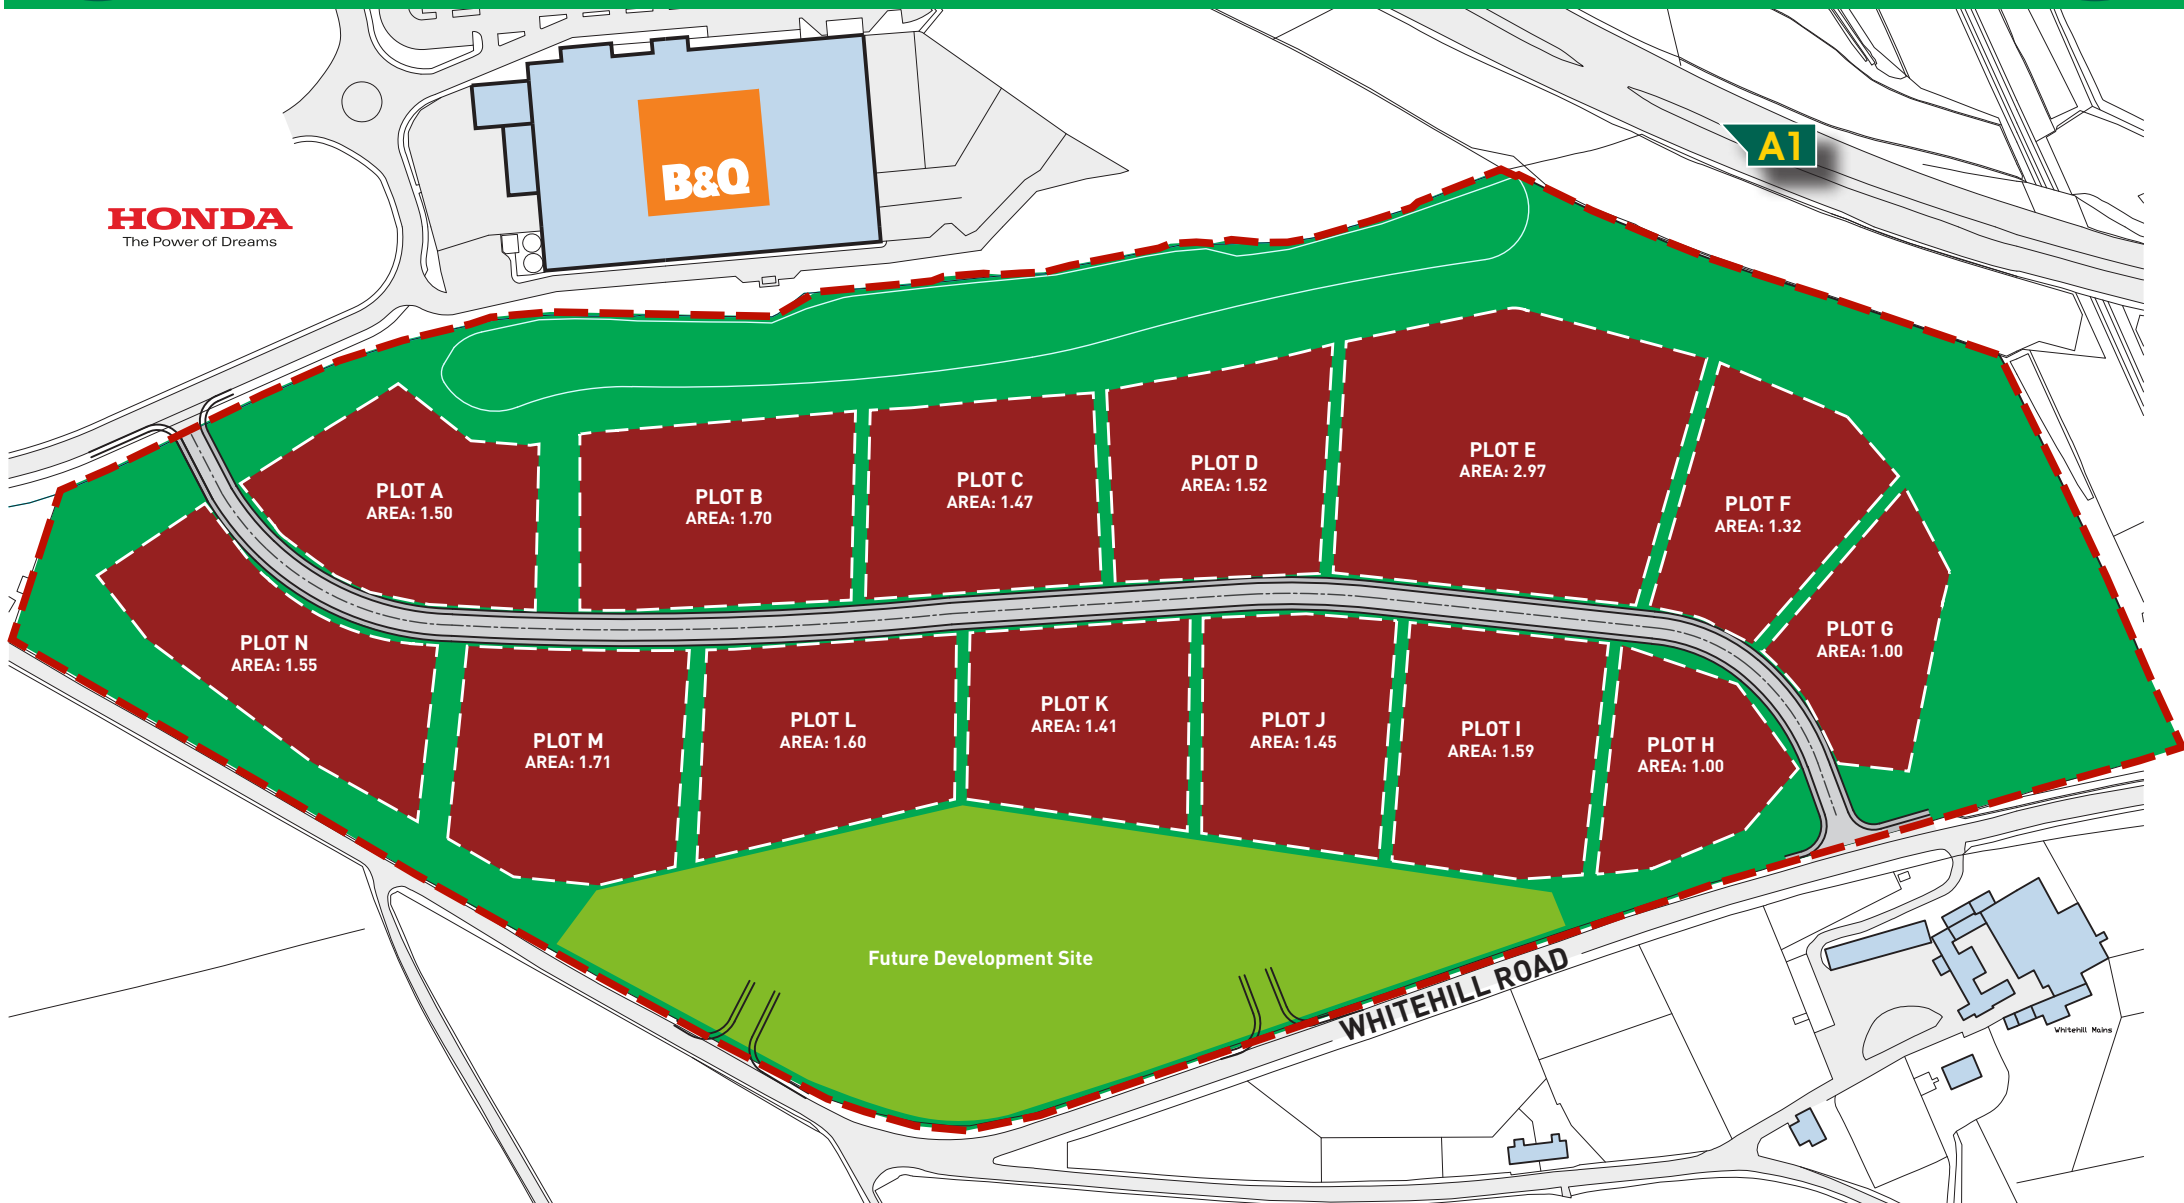 A1
B&Q
HONDA
The Power of Dreams
PLOT A
AREA: 1.50
PLOT B
AREA: 1.70
PLOT C
AREA: 1.47
PLOT D
AREA: 1.52
PLOT E
AREA: 2.97
PLOT F
AREA: 1.32
PLOT G
AREA: 1.00
PLOT N
AREA: 1.55
PLOT M
AREA: 1.71
PLOT L
AREA: 1.60
PLOT K
AREA: 1.41
PLOT J
AREA: 1.45
PLOT I
AREA: 1.59
PLOT H
AREA: 1.00
Future Development Site
WHITEHILL ROAD
Whitehill Mains